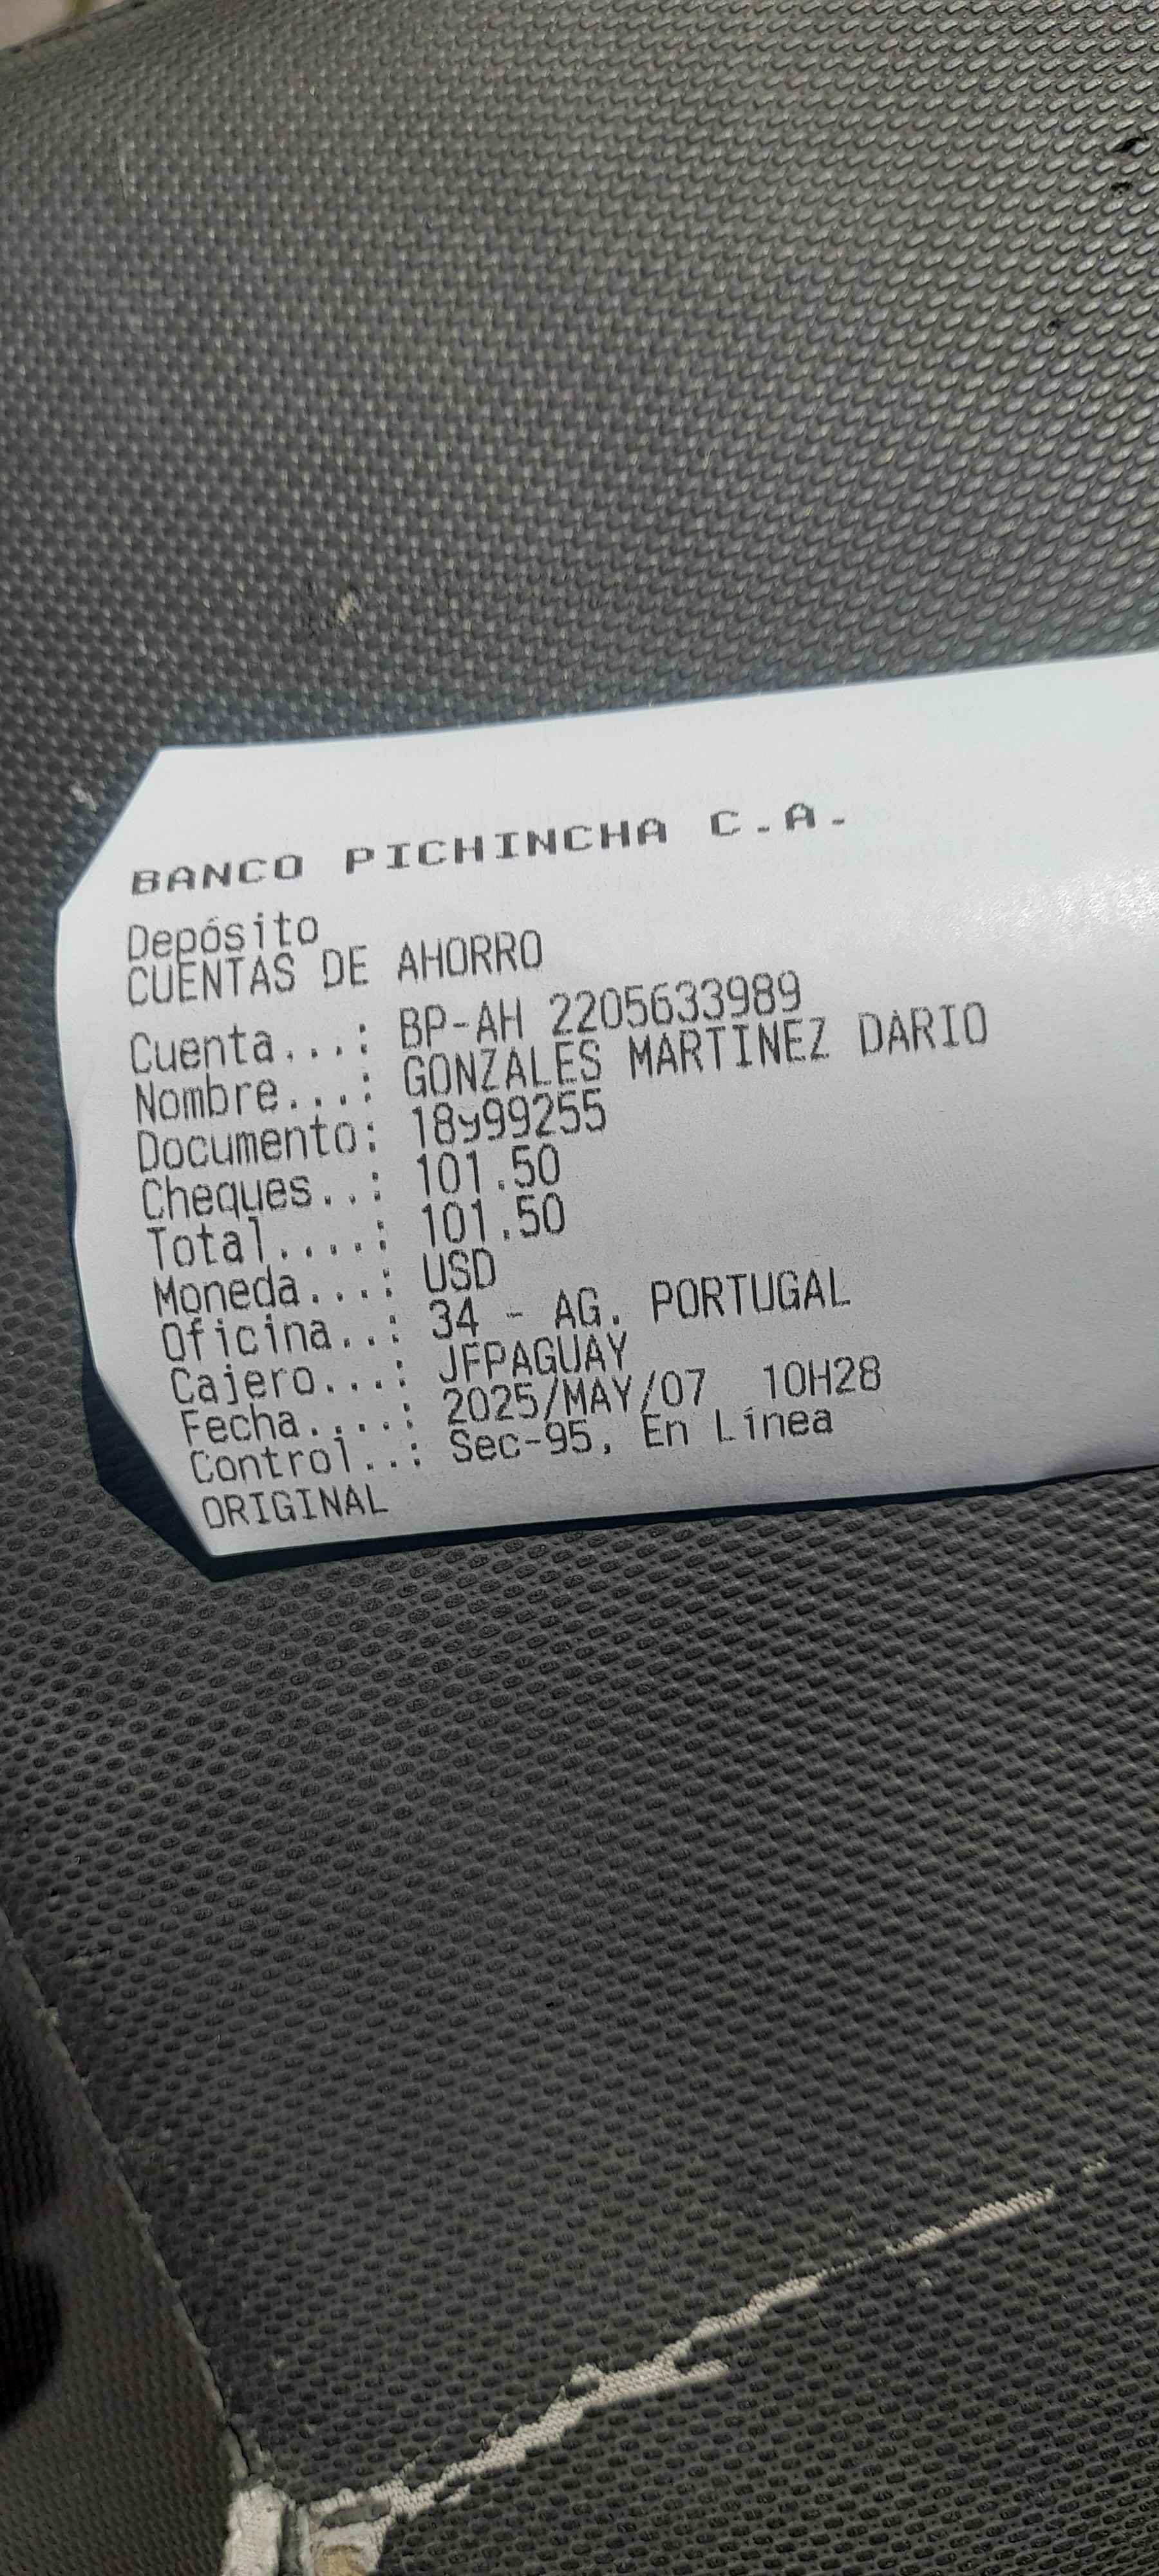 BANCO PICHINCHA C.A.
Depósito
CUENTAS DE AHORRO
Cuenta...: BP-AH 2205633989
Nombre...: GONZALES MARTINEZ DARIO
Documento: 18y99255
Cheques..: 101.50
Total....: 101.50
Moneda...: USD
Oficina..: 34 - AG. PORTUGAL
Cajero...: JFPAGUAY
Fecha....: 2025/MAY/07 10H28
Control..: Sec-95, En Línea
ORIGINAL